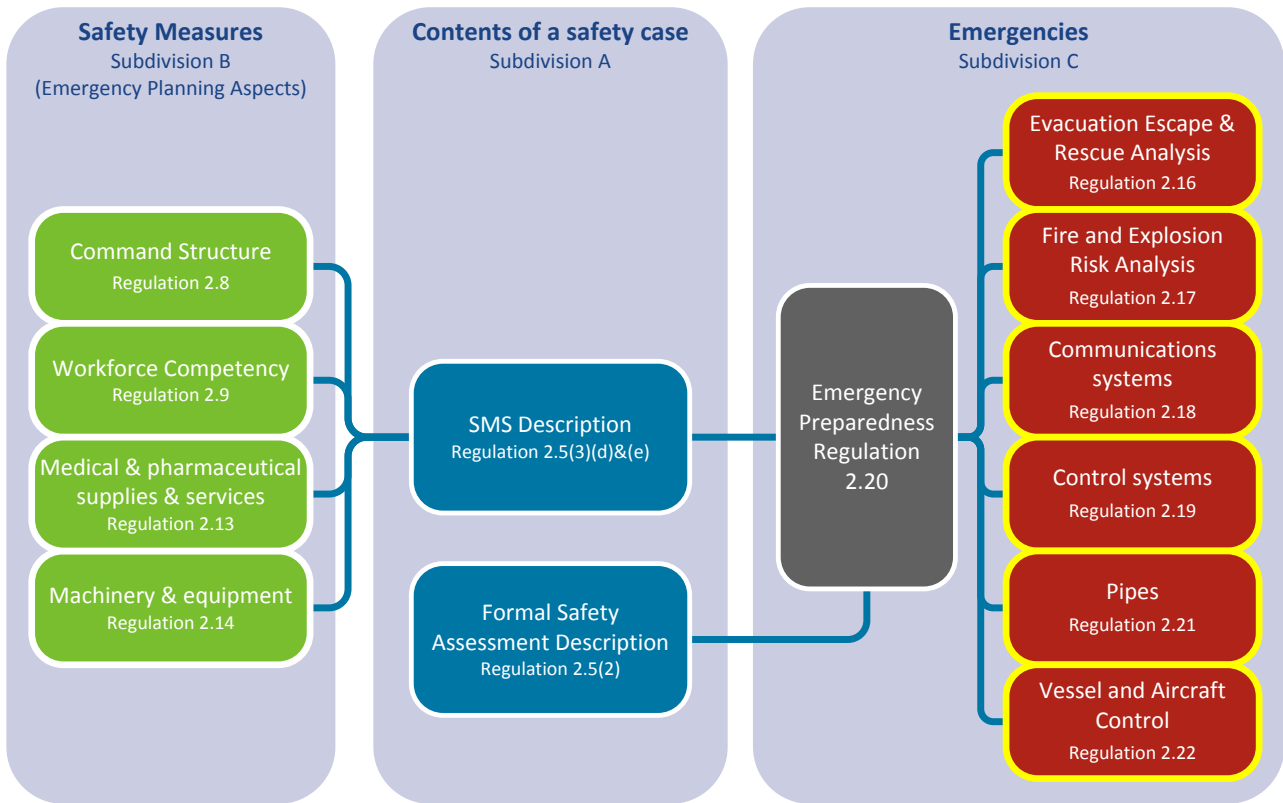 Safety Measures
Subdivision B
(Emergency Planning Aspects)
Command Structure
Regulation 2.8
Workforce Competency
Regulation 2.9
Medical & pharmaceutical
supplies & services
Regulation 2.13
Machinery & equipment
Regulation 2.14
Contents of a safety case
Subdivision A
SMS Description
Regulation 2.5(3)(d)&(e)
Formal Safety
Assessment Description
Regulation 2.5(2)
Emergencies
Subdivision C
Emergency
Preparedness
Regulation
2.20
Evacuation Escape &
Rescue Analysis
Regulation 2.16
Fire and Explosion
Risk Analysis
Regulation 2.17
Communications
systems
Regulation 2.18
Control systems
Regulation 2.19
Pipes
Regulation 2.21
Vessel and Aircraft
Control
Regulation 2.22